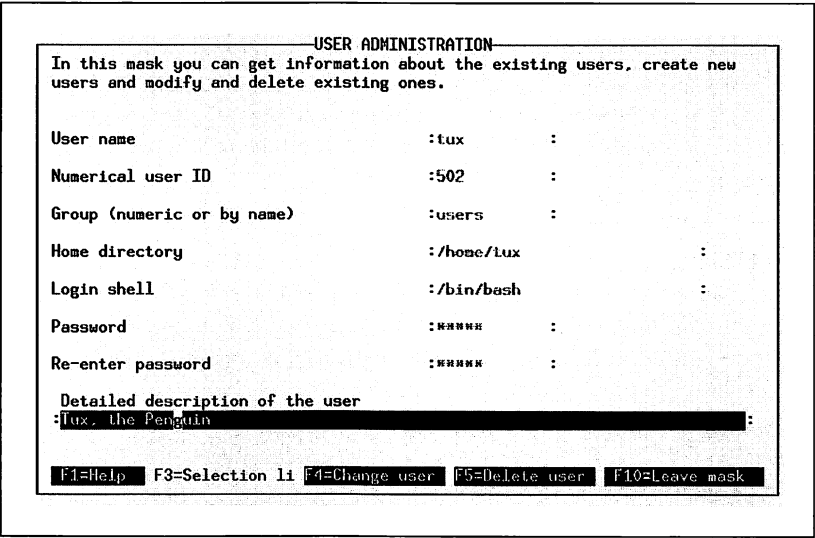 USER ADMINISTRATION
In this mask you can get information about the existing users, create new
users and modify and delete existing ones.
User name :tux :
Numerical user ID :502 :
Group (numeric or by name) :users :
Home directory :/home/tux :
Login shell :/bin/bash :
Password :***** :
Re-enter password :***** :
Detailed description of the user
:Tux, the Penguin :
F1=Help F3=Selection li F4=Change user F5=Delete user F10=Leave mask